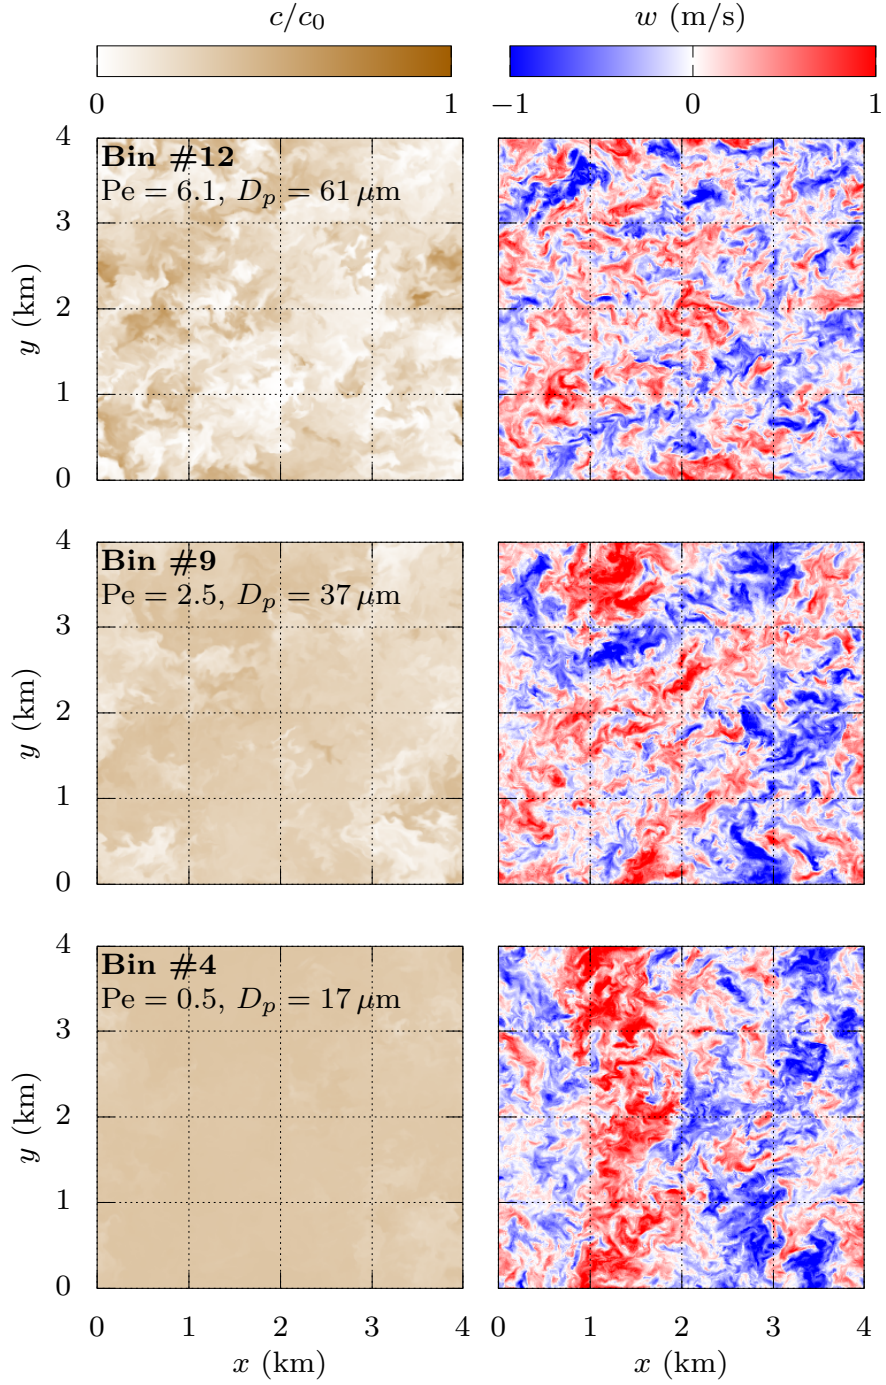 c/c₀ w (m/s)
0 1 −1 0 1
4
Bin #12
Pe = 6.1, Dₚ = 61 μm
3
2
y (km)
1
0
4
Bin #9
Pe = 2.5, Dₚ = 37 μm
3
2
y (km)
1
0
4
Bin #4
Pe = 0.5, Dₚ = 17 μm
3
2
y (km)
1
0
0 1 2 3 4 0 1 2 3 4
x (km) x (km)